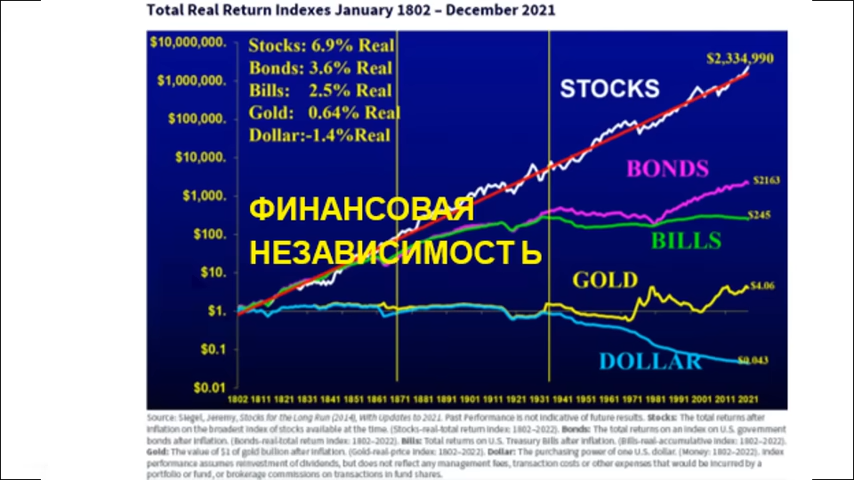 Total Real Return Indexes January 1802 – December 2021
$10,000,000.
$1,000,000.
$100,000.
$10,000.
$1,000.
$100.
$10.
$1.
$0.1
$0.01
Stocks: 6.9% Real
Bonds: 3.6% Real
Bills: 2.5% Real
Gold: 0.64% Real
Dollar:-1.4%Real
$2,334,990
STOCKS
BONDS
$2163
$245
BILLS
ФИНАНСОВАЯ
НЕЗАВИСИМОСТЬ
GOLD
$4.06
DOLLAR
$0.043
1802 1811 1821 1831 1841 1851 1861 1871 1881 1891 1901 1911 1921 1931 1941 1951 1961 1971 1981 1991 2001 2011 2021
Source: Siegel, Jeremy, Stocks for the Long Run (2014), With Updates to 2021. Past Performance is not indicative of future results. Stocks: The total returns after
inflation on the broadest index of stocks available at the time. (Stocks-real-total return index: 1802–2022). Bonds: The total returns on an index on U.S. government
bonds after inflation. (Bonds-real-total return index: 1802–2022). Bills: Total returns on U.S. Treasury Bills after inflation. (Bills-real-accumulative index: 1802–2022).
Gold: The value of $1 of gold bullion after inflation. (Gold-real-price index: 1802–2022). Dollar: The purchasing power of one U.S. dollar. (Money: 1802–2022). Index
performance assumes reinvestment of dividends, but does not reflect any management fees, transaction costs or other expenses that would be incurred by a
portfolio or fund, or brokerage commissions on transactions in fund shares.